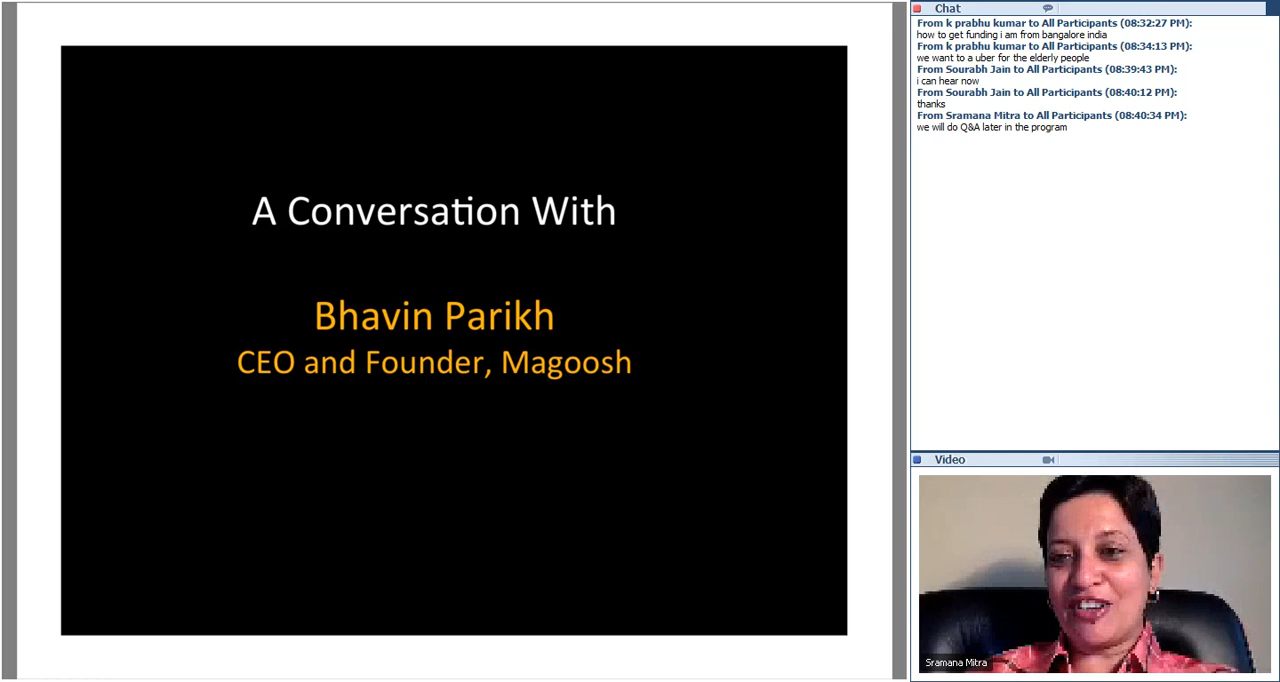 A Conversation With
Bhavin Parikh
CEO and Founder, Magoosh
Chat
From k prabhu kumar to All Participants (08:32:27 PM):
how to get funding i am from bangalore india
From k prabhu kumar to All Participants (08:34:13 PM):
we want to a uber for the elderly people
From Sourabh Jain to All Participants (08:39:43 PM):
i can hear now
From Sourabh Jain to All Participants (08:40:12 PM):
thanks
From Sramana Mitra to All Participants (08:40:34 PM):
we will do Q&A later in the program
Video
Sramana Mitra